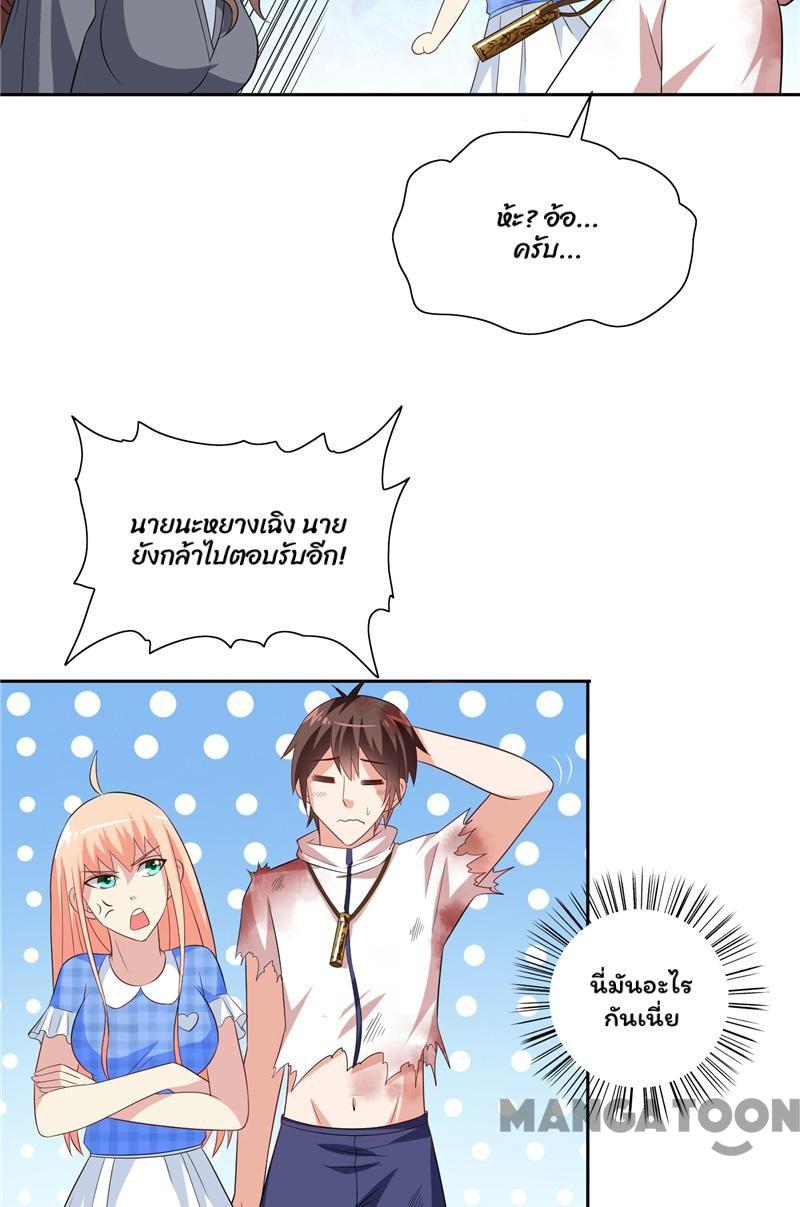 ห้ะ? อ้อ...
ครับ...
นายนะหยางเฉิง นาย
ยังกล้าไปตอบรับอีก!
นี่มันอะไร
กันเนี่ย
MANGATOON